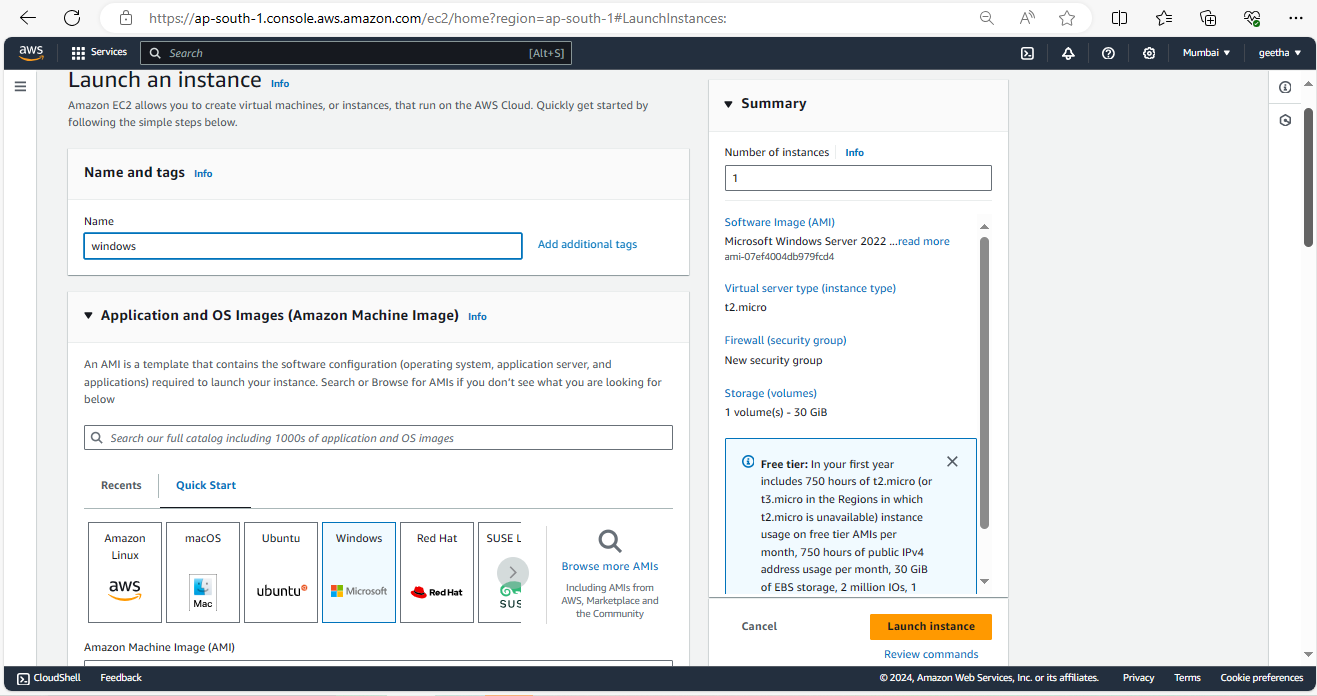 https://ap-south-1.console.aws.amazon.com/ec2/home?region=ap-south-1#LaunchInstances:
aws
Services
Search
[Alt+S]
Mumbai
geetha
Launch an instance Info
Amazon EC2 allows you to create virtual machines, or instances, that run on the AWS Cloud. Quickly get started by
following the simple steps below.
Name and tags Info
Name
windows
Add additional tags
Application and OS Images (Amazon Machine Image) Info
An AMI is a template that contains the software configuration (operating system, application server, and
applications) required to launch your instance. Search or Browse for AMIs if you don't see what you are looking for
below
Search our full catalog including 1000s of application and OS images
Recents
Quick Start
Amazon
Linux
aws
macOS
Mac
Ubuntu
ubuntu
Windows
Microsoft
Red Hat
Red Hat
SUSE L
SUS
Browse more AMIs
Including AMIs from
AWS, Marketplace and
the Community
Amazon Machine Image (AMI)
Summary
Number of instances Info
1
Software Image (AMI)
Microsoft Windows Server 2022 ...read more
ami-07ef4004db979fcd4
Virtual server type (instance type)
t2.micro
Firewall (security group)
New security group
Storage (volumes)
1 volume(s) - 30 GiB
Free tier: In your first year
includes 750 hours of t2.micro (or
t3.micro in the Regions in which
t2.micro is unavailable) instance
usage on free tier AMIs per
month, 750 hours of public IPv4
address usage per month, 30 GiB
of EBS storage, 2 million IOs, 1
Cancel
Launch instance
Review commands
CloudShell
Feedback
© 2024, Amazon Web Services, Inc. or its affiliates.
Privacy
Terms
Cookie preferences